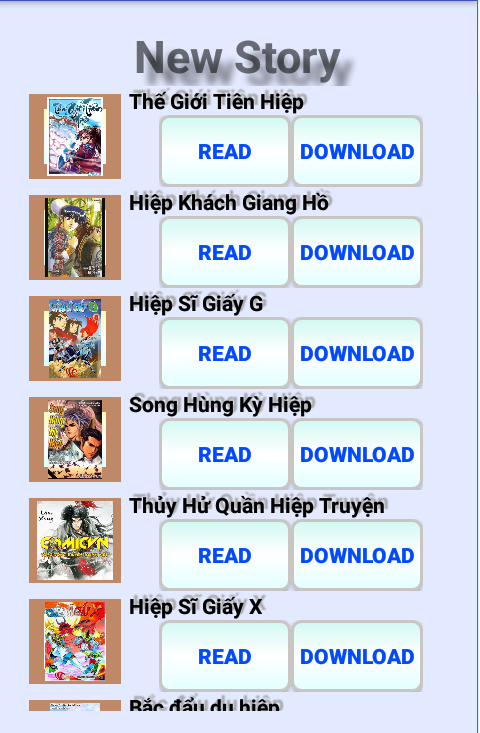 New Story
Thế Giới Tiên Hiệp
READ DOWNLOAD
Hiệp Khách Giang Hồ
READ DOWNLOAD
Hiệp Sĩ Giấy G
READ DOWNLOAD
Song Hùng Kỳ Hiệp
READ DOWNLOAD
Thủy Hử Quần Hiệp Truyện
COMICVN
READ DOWNLOAD
Hiệp Sĩ Giấy X
READ DOWNLOAD
Bắc đẩu du hiệp